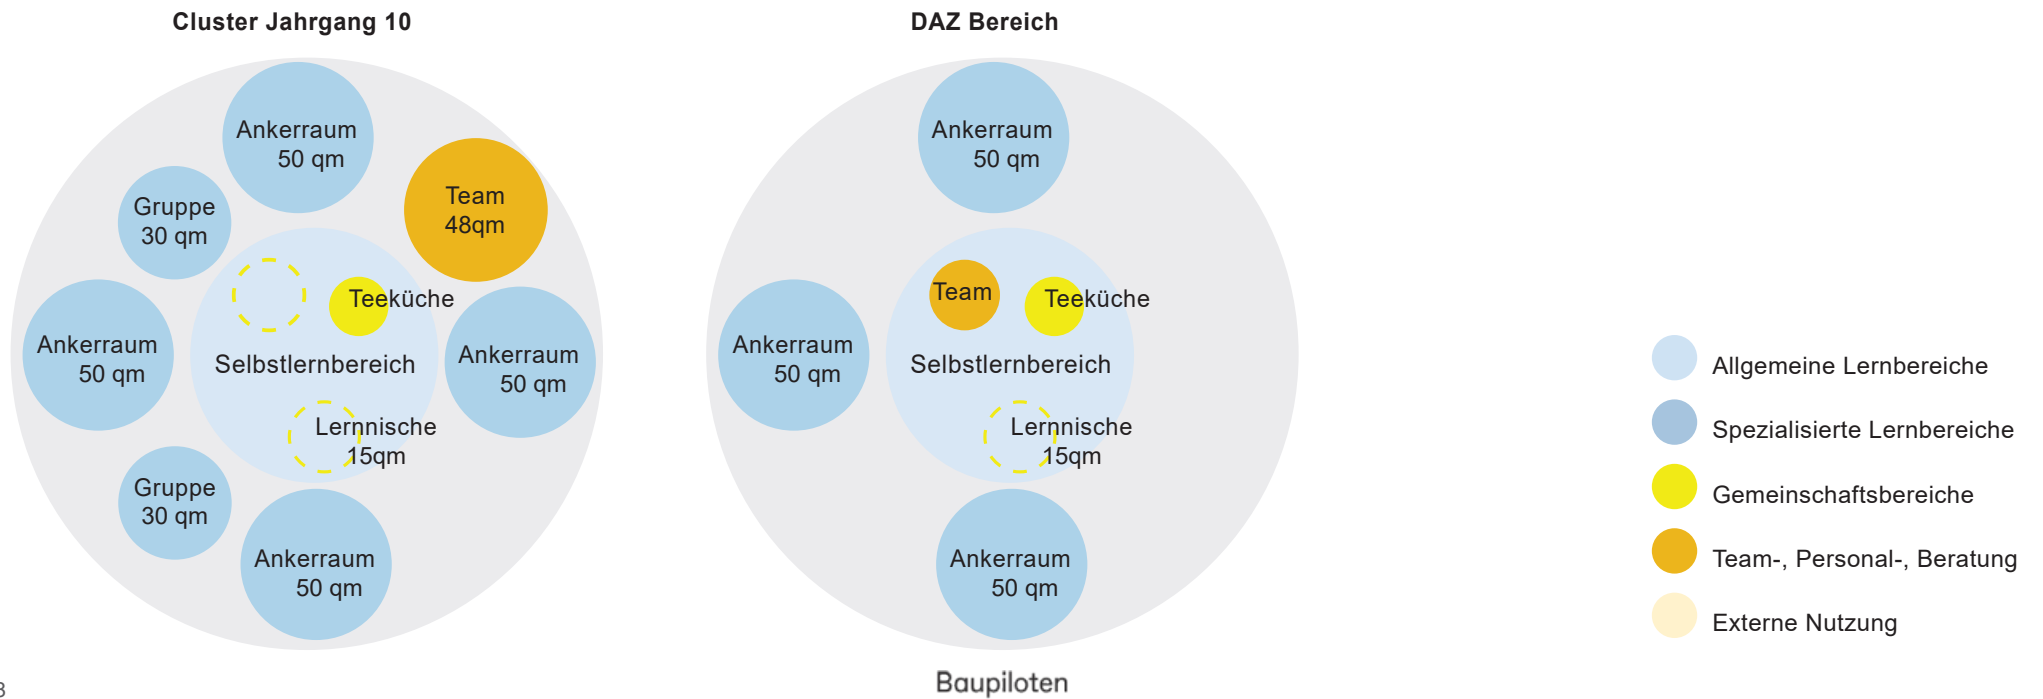 Cluster Jahrgang 10
Ankerraum
50 qm
Team
48qm
Gruppe
30 qm
Teeküche
Ankerraum
50 qm
Selbstlernbereich
Ankerraum
50 qm
Lernnische
15qm
Gruppe
30 qm
Ankerraum
50 qm
DAZ Bereich
Ankerraum
50 qm
Team
Teeküche
Ankerraum
50 qm
Selbstlernbereich
Lernnische
15qm
Ankerraum
50 qm
Allgemeine Lernbereiche
Spezialisierte Lernbereiche
Gemeinschaftsbereiche
Team-, Personal-, Beratung
Externe Nutzung
Baupiloten